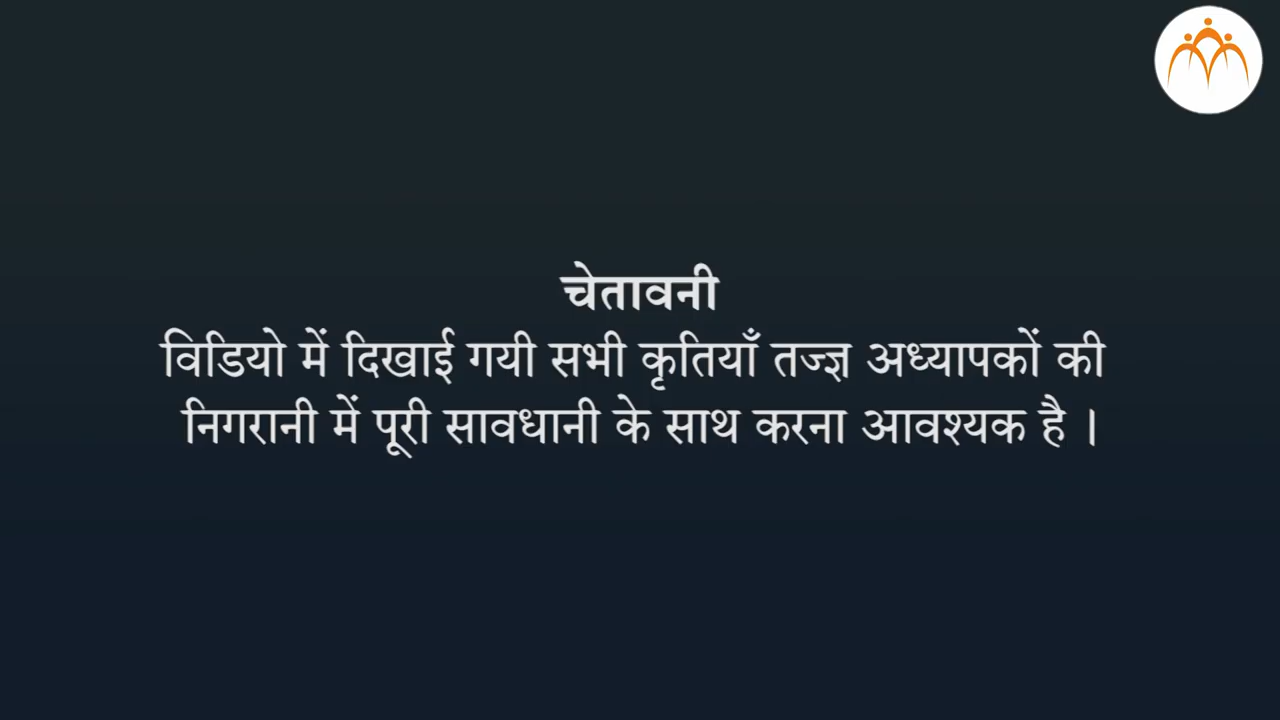 चेतावनी
विडियो में दिखाई गयी सभी कृतियाँ तज्ज्ञ अध्यापकों की
निगरानी में पूरी सावधानी के साथ करना आवश्यक है ।